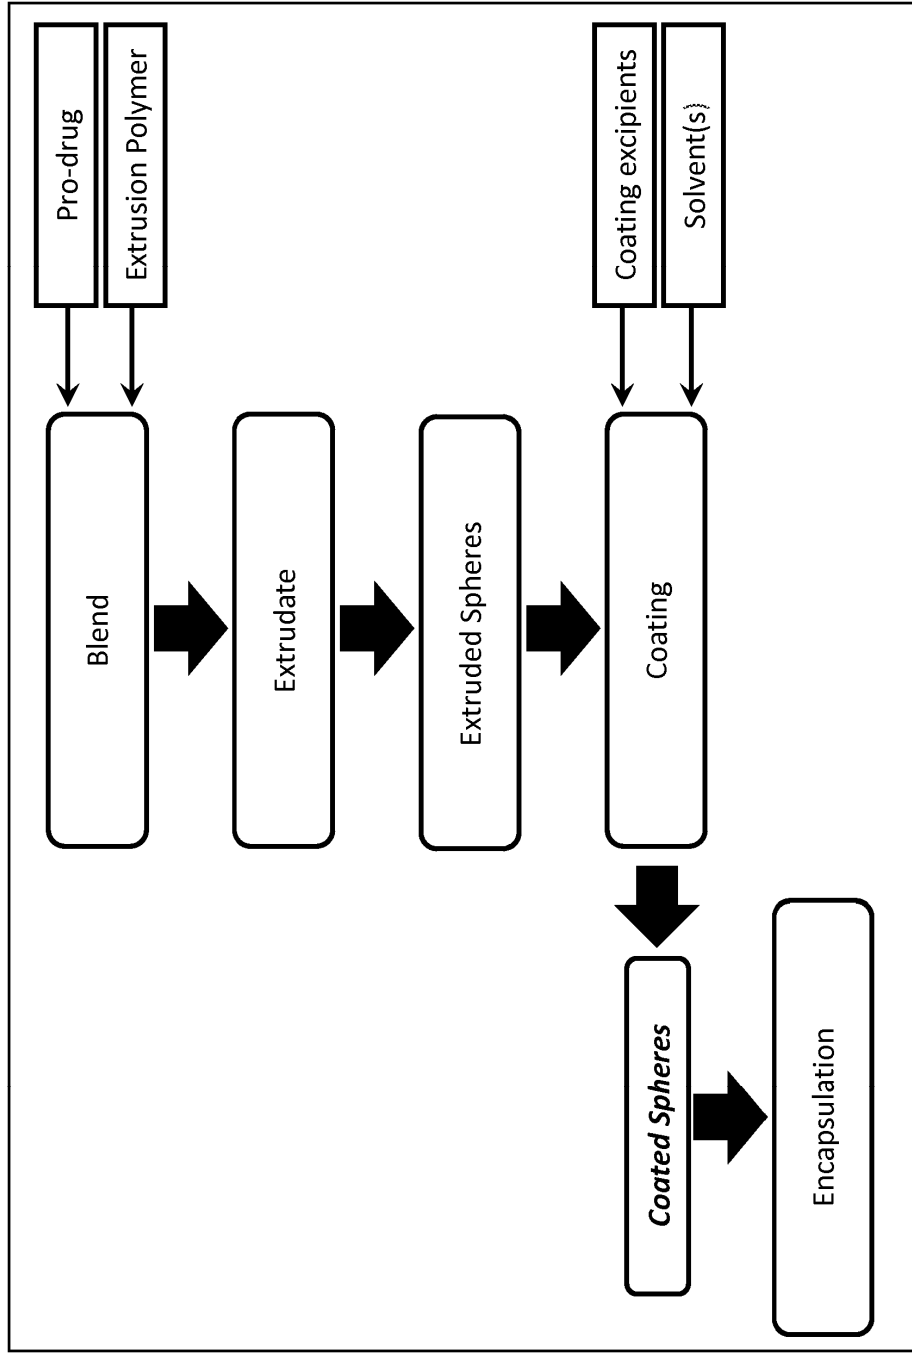 Pro-drug
Extrusion Polymer
Blend
Extrudate
Extruded Spheres
Coating excipients
Solvent(s)
Coating
Coated Spheres
Encapsulation